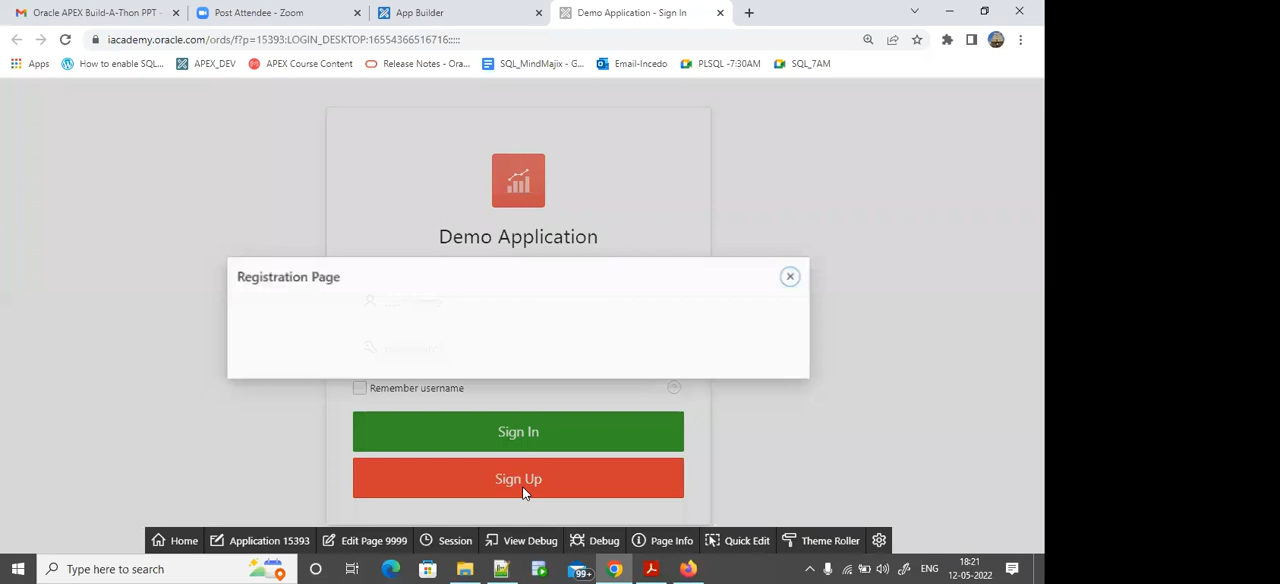 Oracle APEX Build-A-Thon PPT -
Post Attendee - Zoom
App Builder
Demo Application - Sign In
iacademy.oracle.com/ords/f?p=15393:LOGIN_DESKTOP:16554366516716:::::
Apps
How to enable SQL...
APEX_DEV
APEX Course Content
Release Notes - Ora...
SQL_MindMajix - G...
Email-Incedo
PLSQL -7:30AM
SQL_7AM
Demo Application
Registration Page
Remember username
Sign In
Sign Up
Home
Application 15393
Edit Page 9999
Session
View Debug
Debug
Page Info
Quick Edit
Theme Roller
Type here to search
99+
ENG
18:21
12-05-2022